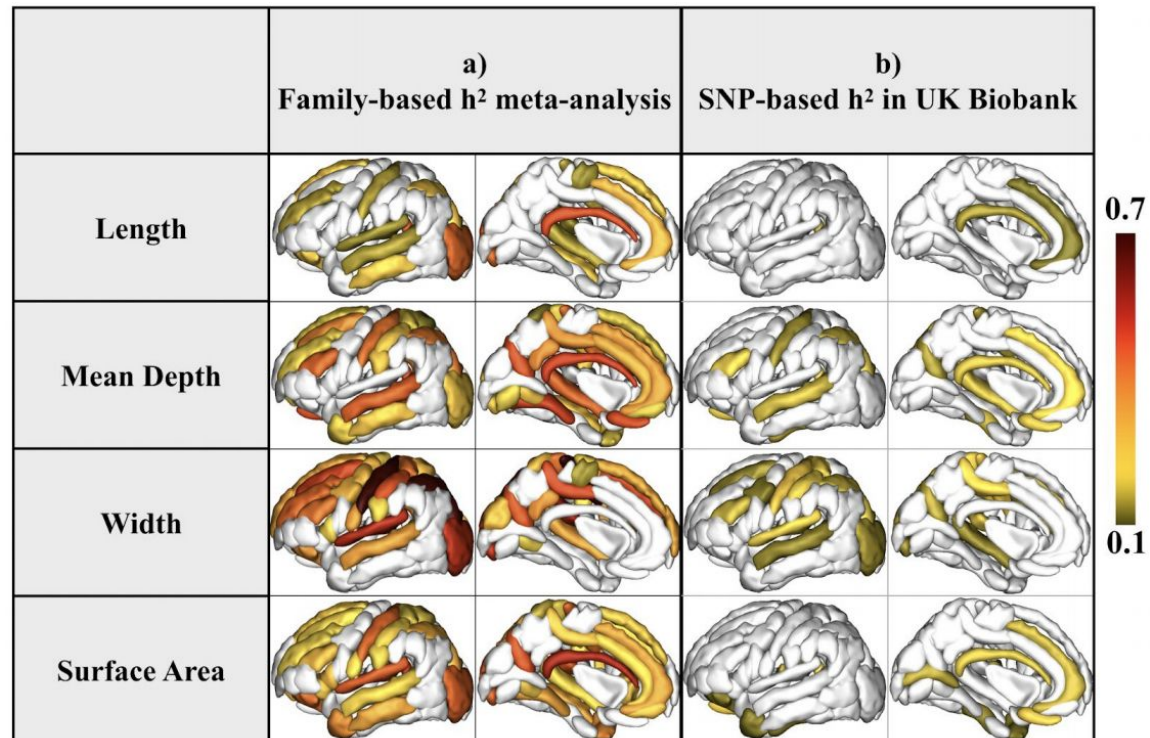 a)
Family-based h² meta-analysis
b)
SNP-based h² in UK Biobank
Length
Mean Depth
Width
Surface Area
0.7
0.1